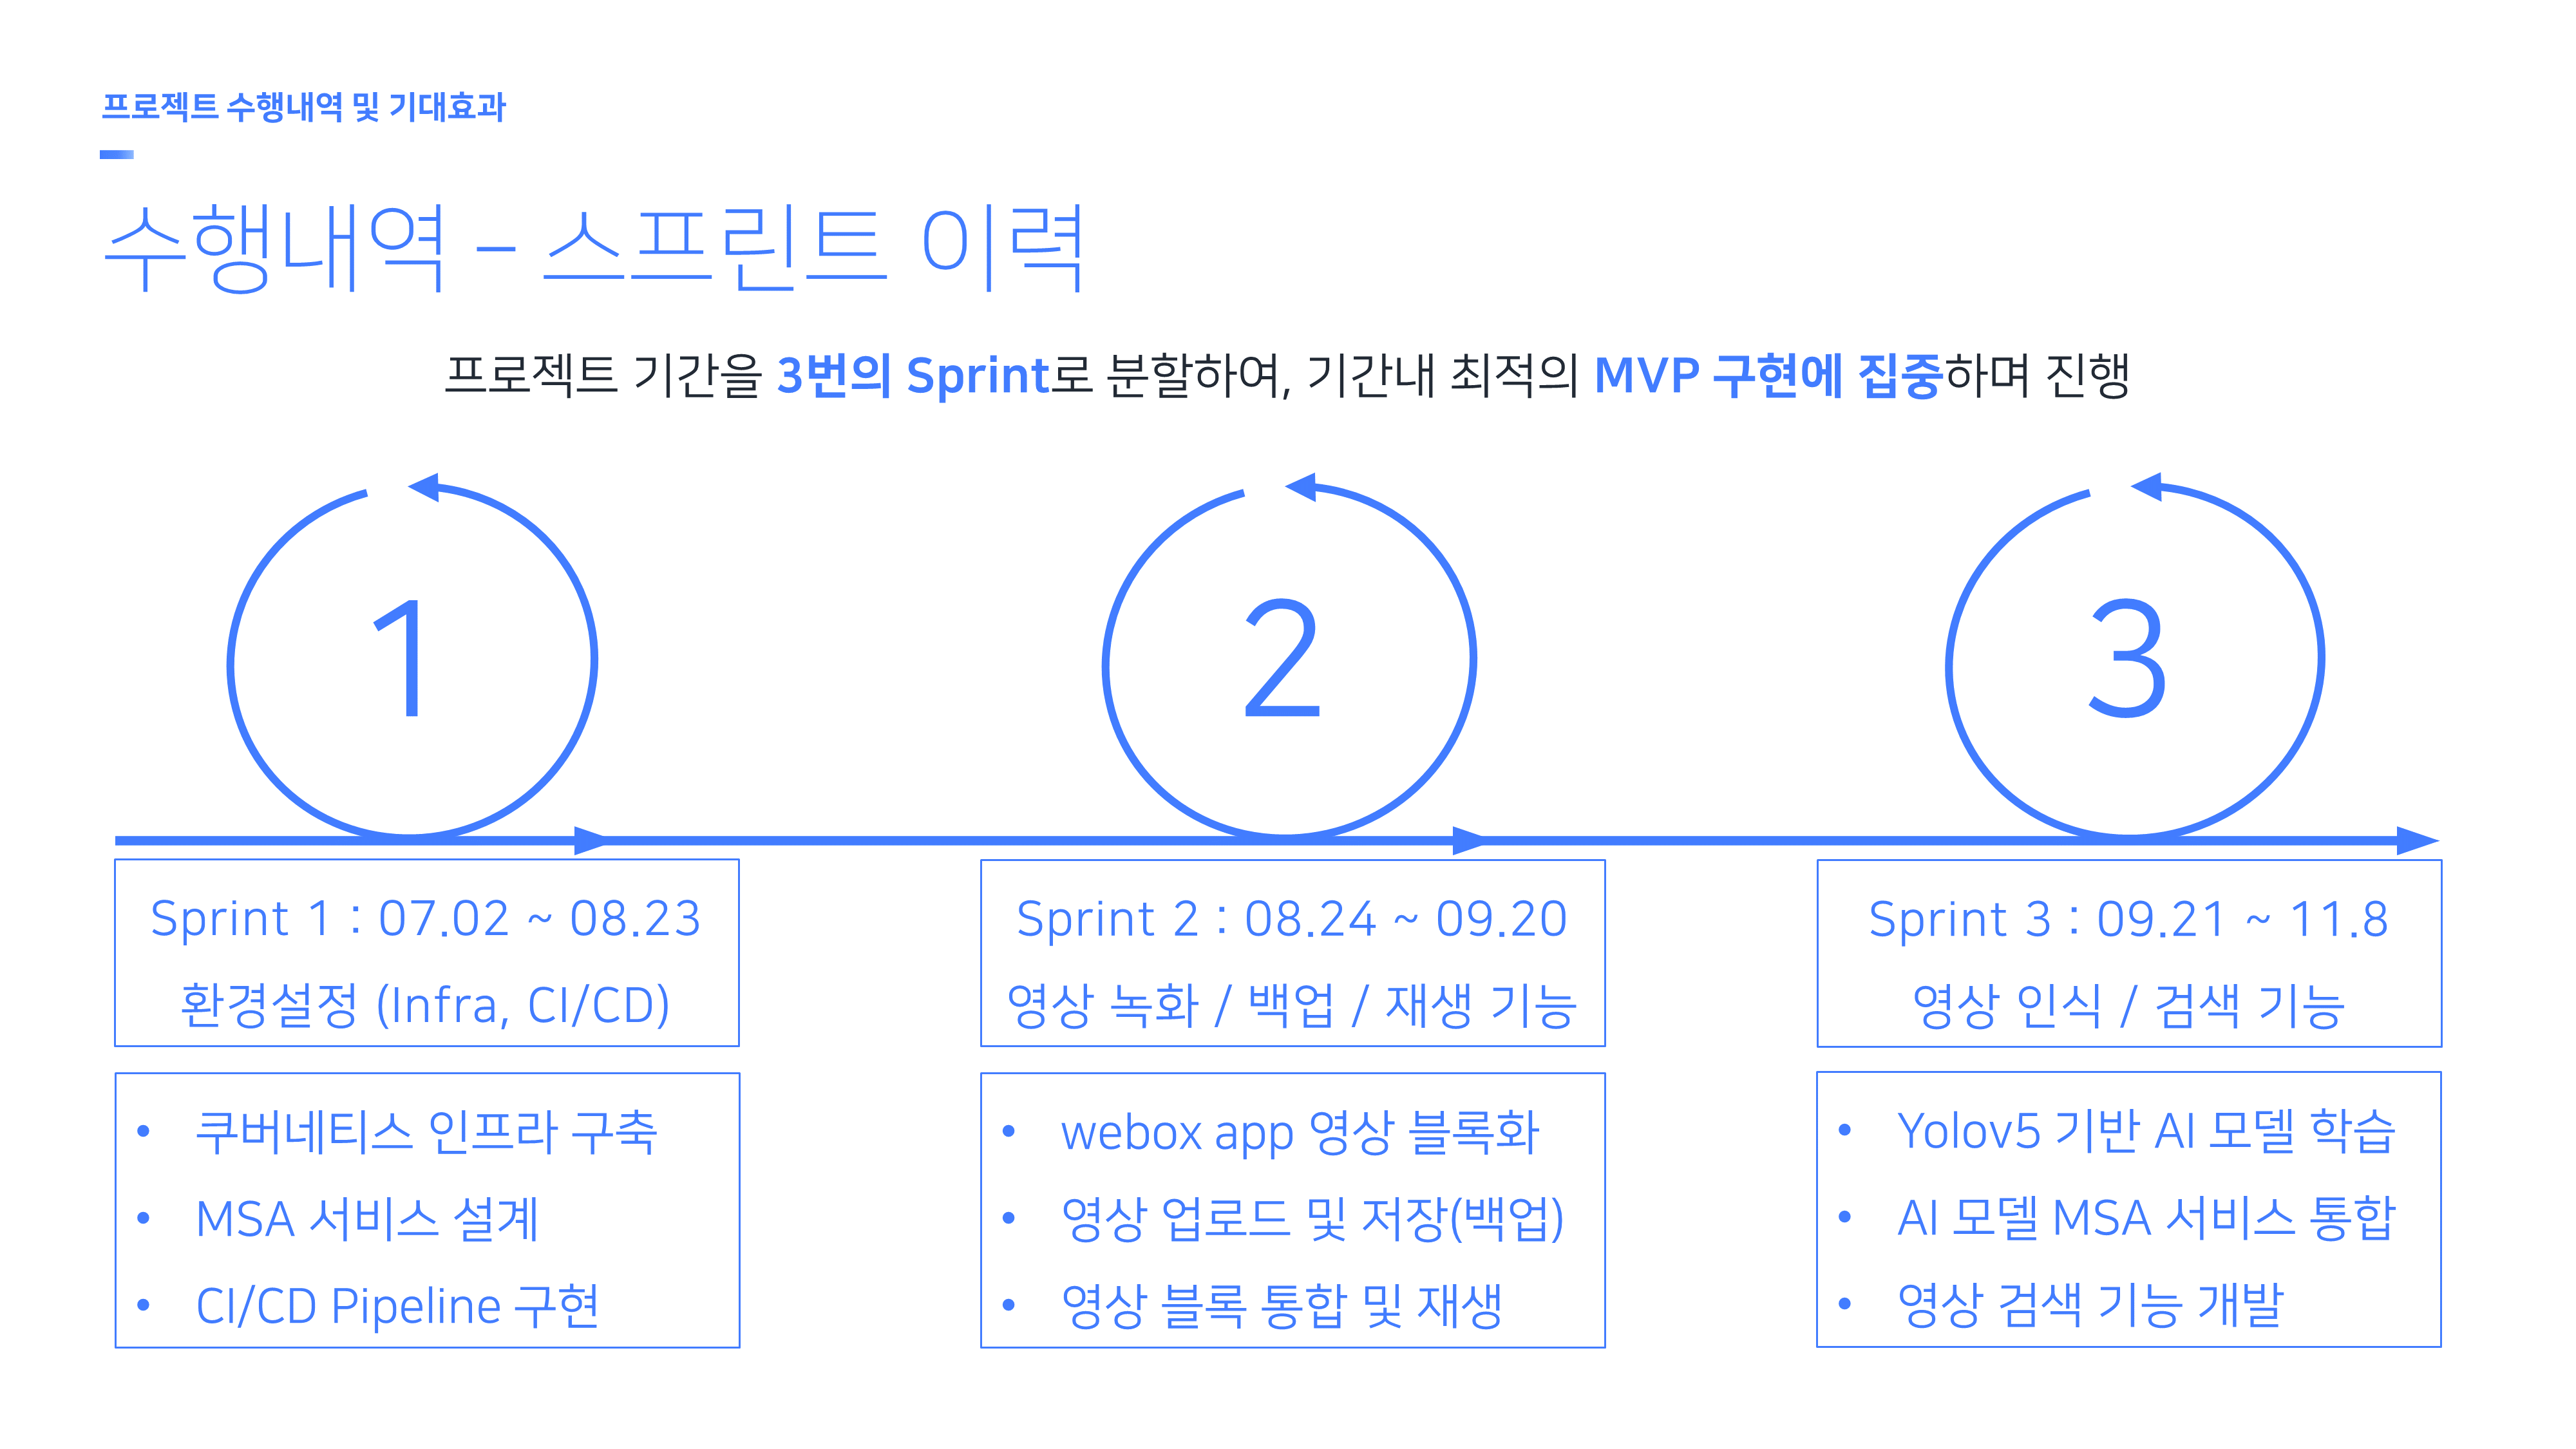 프로젝트 수행내역 및 기대효과
수행내역 – 스프린트 이력
프로젝트 기간을 3번의 Sprint로 분할하여, 기간내 최적의 MVP 구현에 집중하며 진행
1
2
3
Sprint 1 : 07.02 ~ 08.23
환경설정 (Infra, CI/CD)
• 쿠버네티스 인프라 구축
• MSA 서비스 설계
• CI/CD Pipeline 구현
Sprint 2 : 08.24 ~ 09.20
영상 녹화 / 백업 / 재생 기능
• webox app 영상 블록화
• 영상 업로드 및 저장(백업)
• 영상 블록 통합 및 재생
Sprint 3 : 09.21 ~ 11.8
영상 인식 / 검색 기능
• Yolov5 기반 AI 모델 학습
• AI 모델 MSA 서비스 통합
• 영상 검색 기능 개발